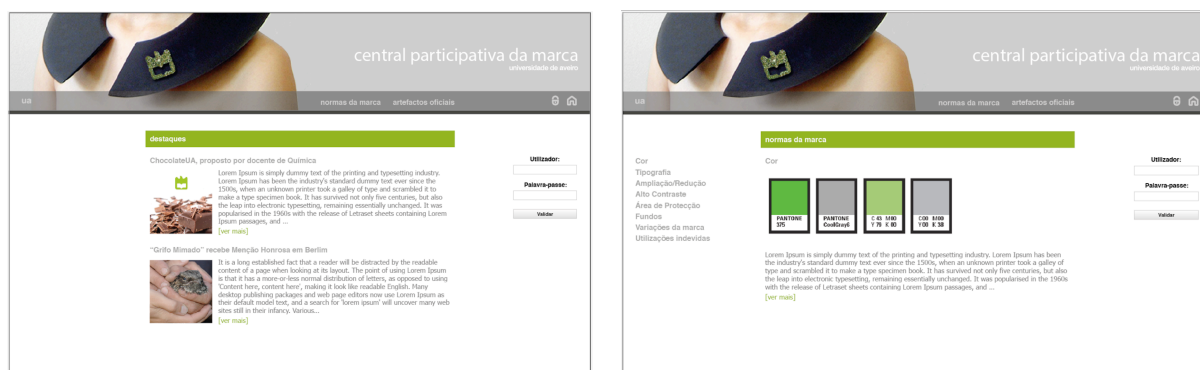 central participativa da marca
universidade de aveiro
ua
normas da marca
artefactos oficiais
destaques
ChocolateUA, proposto por docente de Química
Lorem Ipsum is simply dummy text of the printing and typesetting industry.
Lorem Ipsum has been the industry's standard dummy text ever since the
1500s, when an unknown printer took a galley of type and scrambled it to
make a type specimen book. It has survived not only five centuries, but also
the leap into electronic typesetting, remaining essentially unchanged. It was
popularised in the 1960s with the release of Letraset sheets containing Lorem
Ipsum passages, and ...
[ver mais]
"Grifo Mimado" recebe Menção Honrosa em Berlim
It is a long established fact that a reader will be distracted by the readable
content of a page when looking at its layout. The point of using Lorem Ipsum
is that it has a more-or-less normal distribution of letters, as opposed to using
'Content here, content here', making it look like readable English. Many
desktop publishing packages and web page editors now use Lorem Ipsum as
their default model text, and a search for 'lorem ipsum' will uncover many web
sites still in their infancy. Various...
[ver mais]
Utilizador:
Palavra-passe:
Validar
central participativa da marca
universidade de aveiro
ua
normas da marca
artefactos oficiais
normas da marca
Cor
Tipografia
Ampliação/Redução
Alto Contraste
Área de Protecção
Fundos
Variações da marca
Utilizações indevidas
Cor
PANTONE
375
PANTONE
CoolGray6
C 43 M00
Y 79 K 00
C00 M00
Y00 K 38
Lorem Ipsum is simply dummy text of the printing and typesetting industry. Lorem Ipsum has been
the industry's standard dummy text ever since the 1500s, when an unknown printer took a galley of
type and scrambled it to make a type specimen book. It has survived not only five centuries, but also
the leap into electronic typesetting, remaining essentially unchanged. It was popularised in the 1960s
with the release of Letraset sheets containing Lorem Ipsum passages, and ...
[ver mais]
Utilizador:
Palavra-passe:
Validar